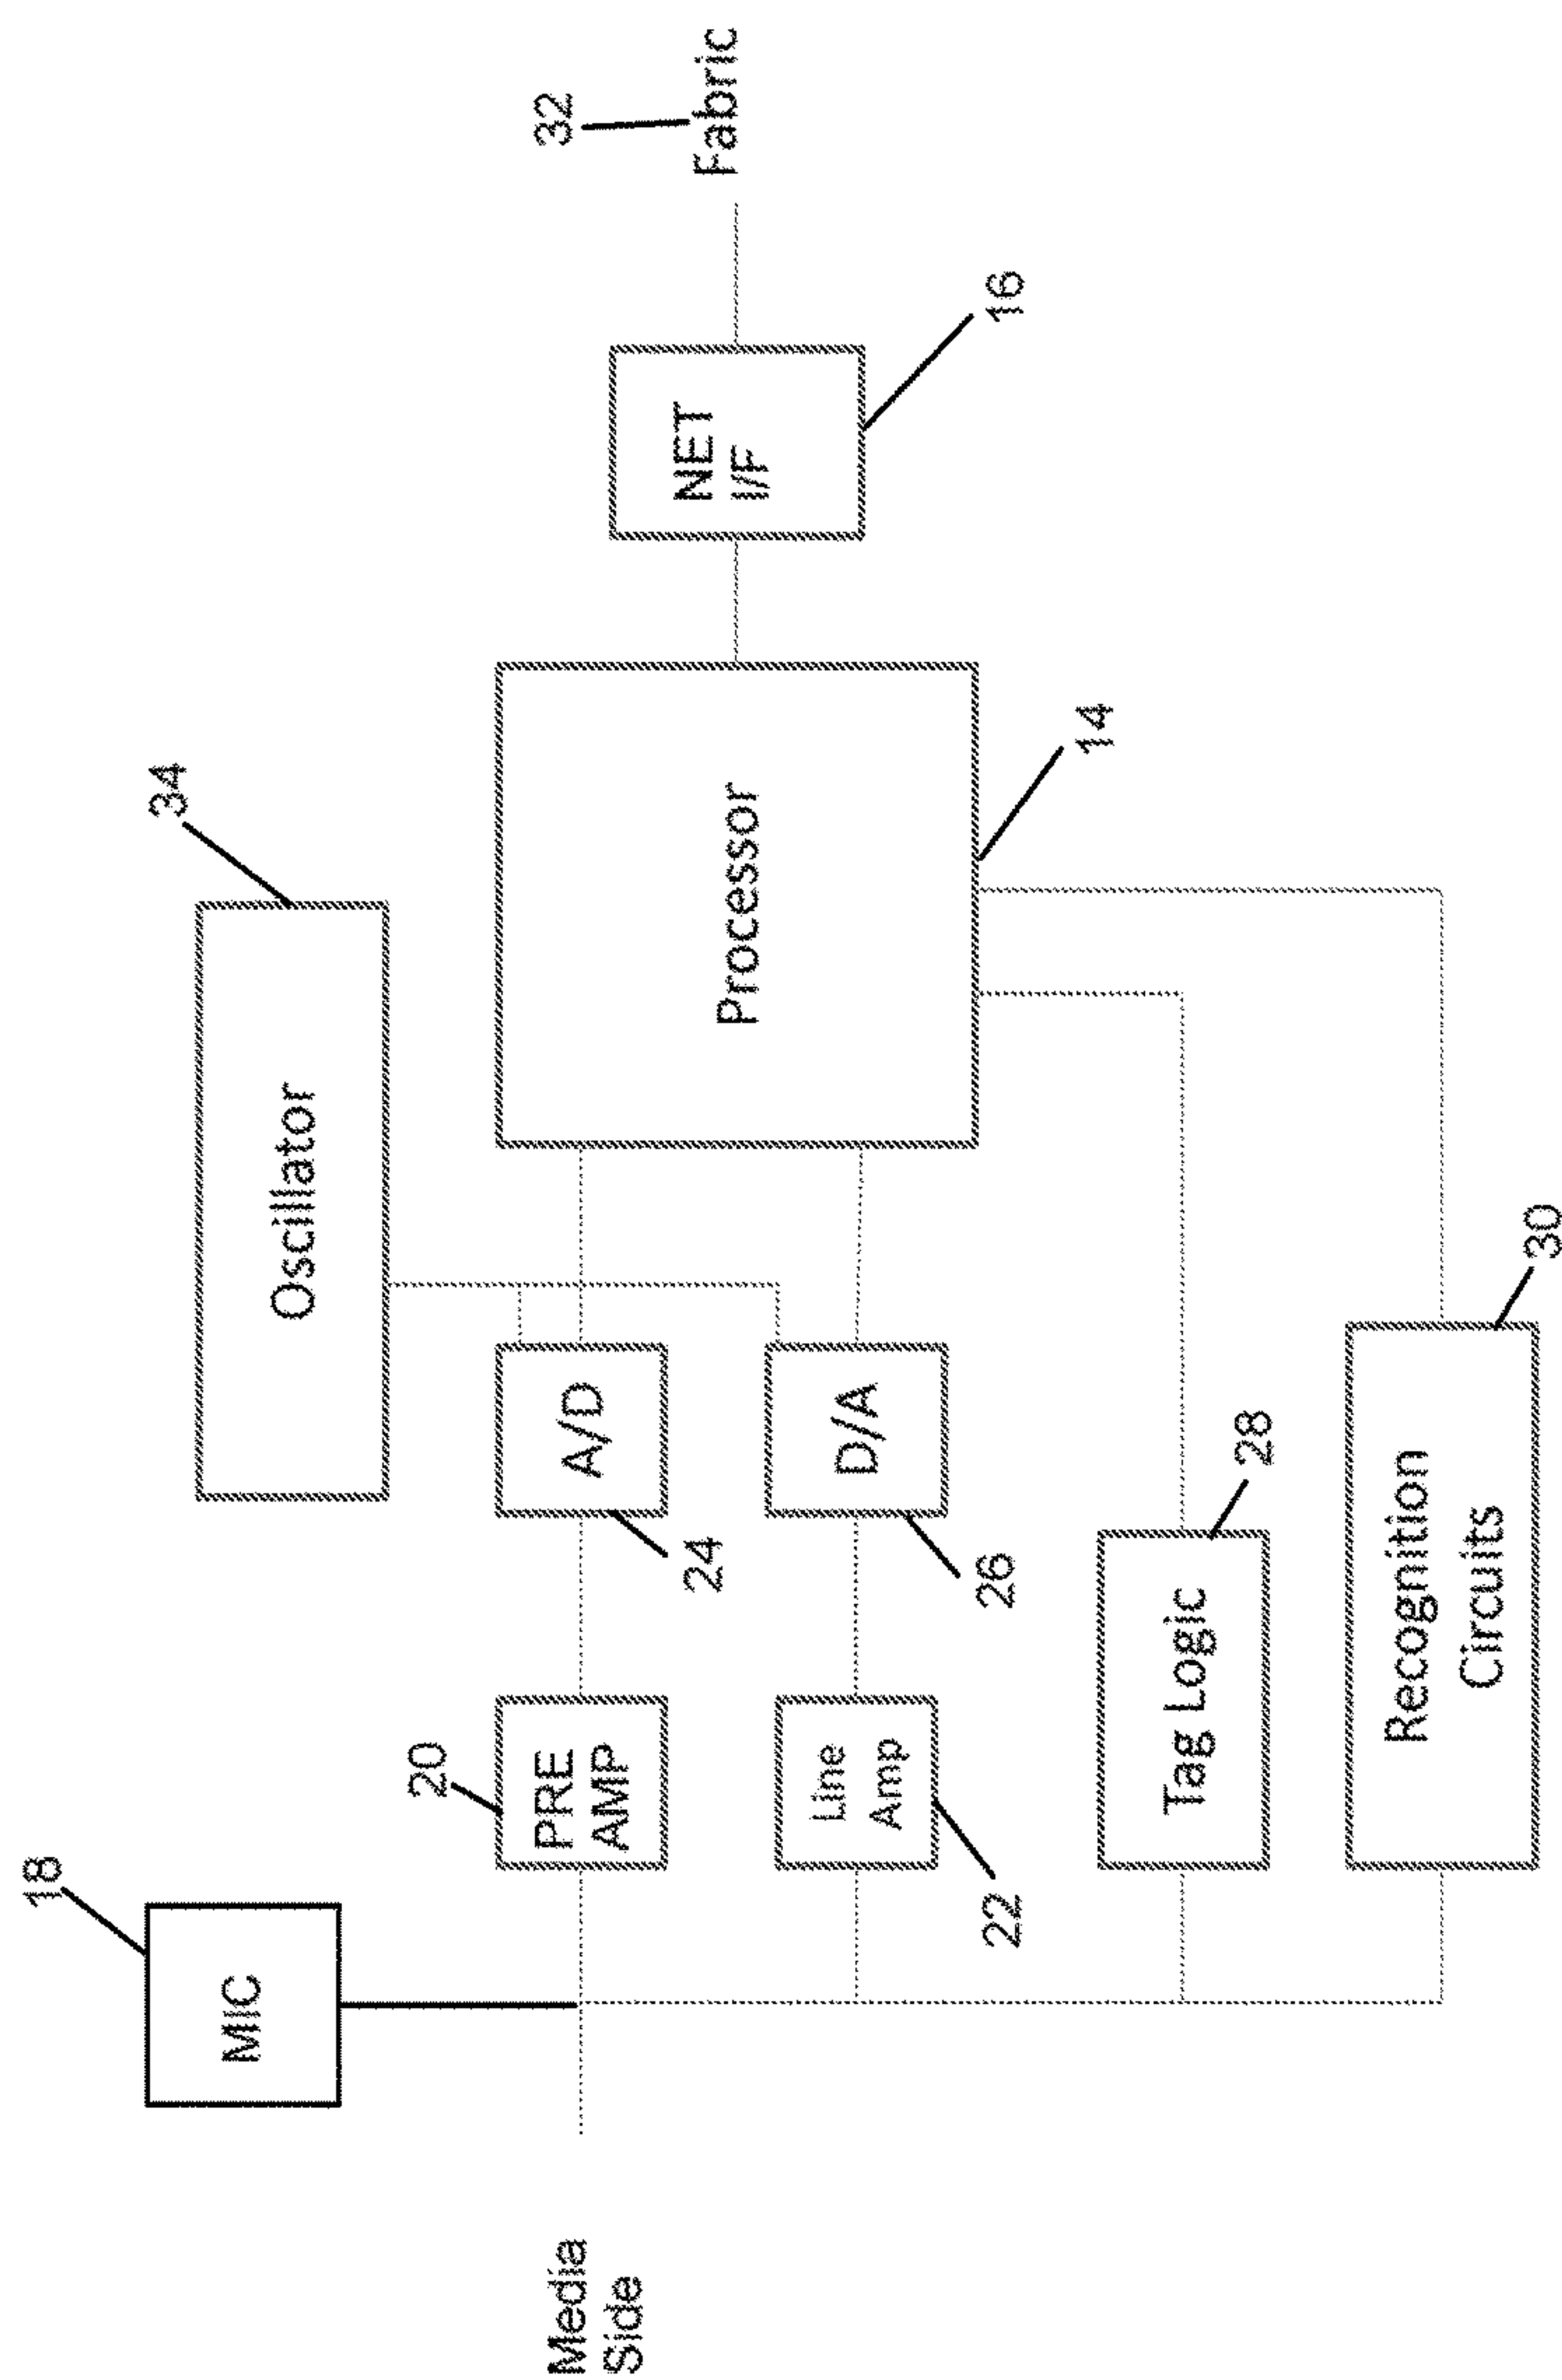 18
MIC
34
Oscillator
32
Fabric
Media
Side
20
PRE
AMP
24
A/D
Processor
14
NET
I/F
16
22
Line
Amp
26
D/A
28
Tag Logic
30
Recognition
Circuits